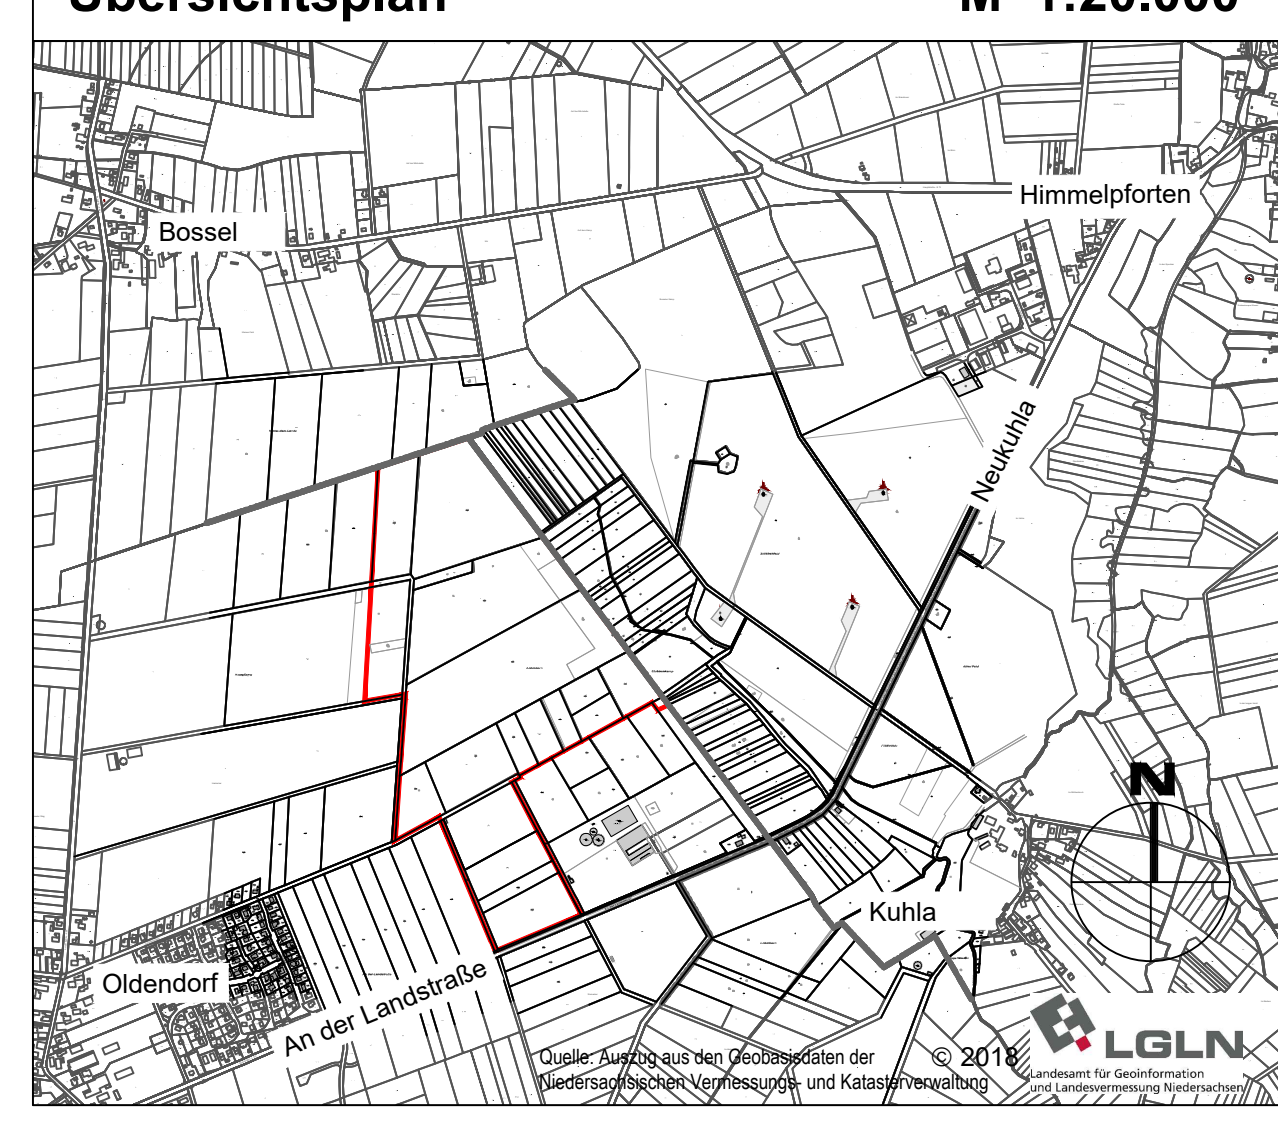 Übersichtsplan M 1:20.000
Himmelpforten
Bossel
Neukuhla
N
Kuhla
Oldendorf
An der Landstraße
Quelle: Auszug aus den Geobasisdaten der
Niedersächsischen Vermessungs- und Katasterverwaltung
© 2018
LGLN
Landesamt für Geoinformation
und Landesvermessung Niedersachsen